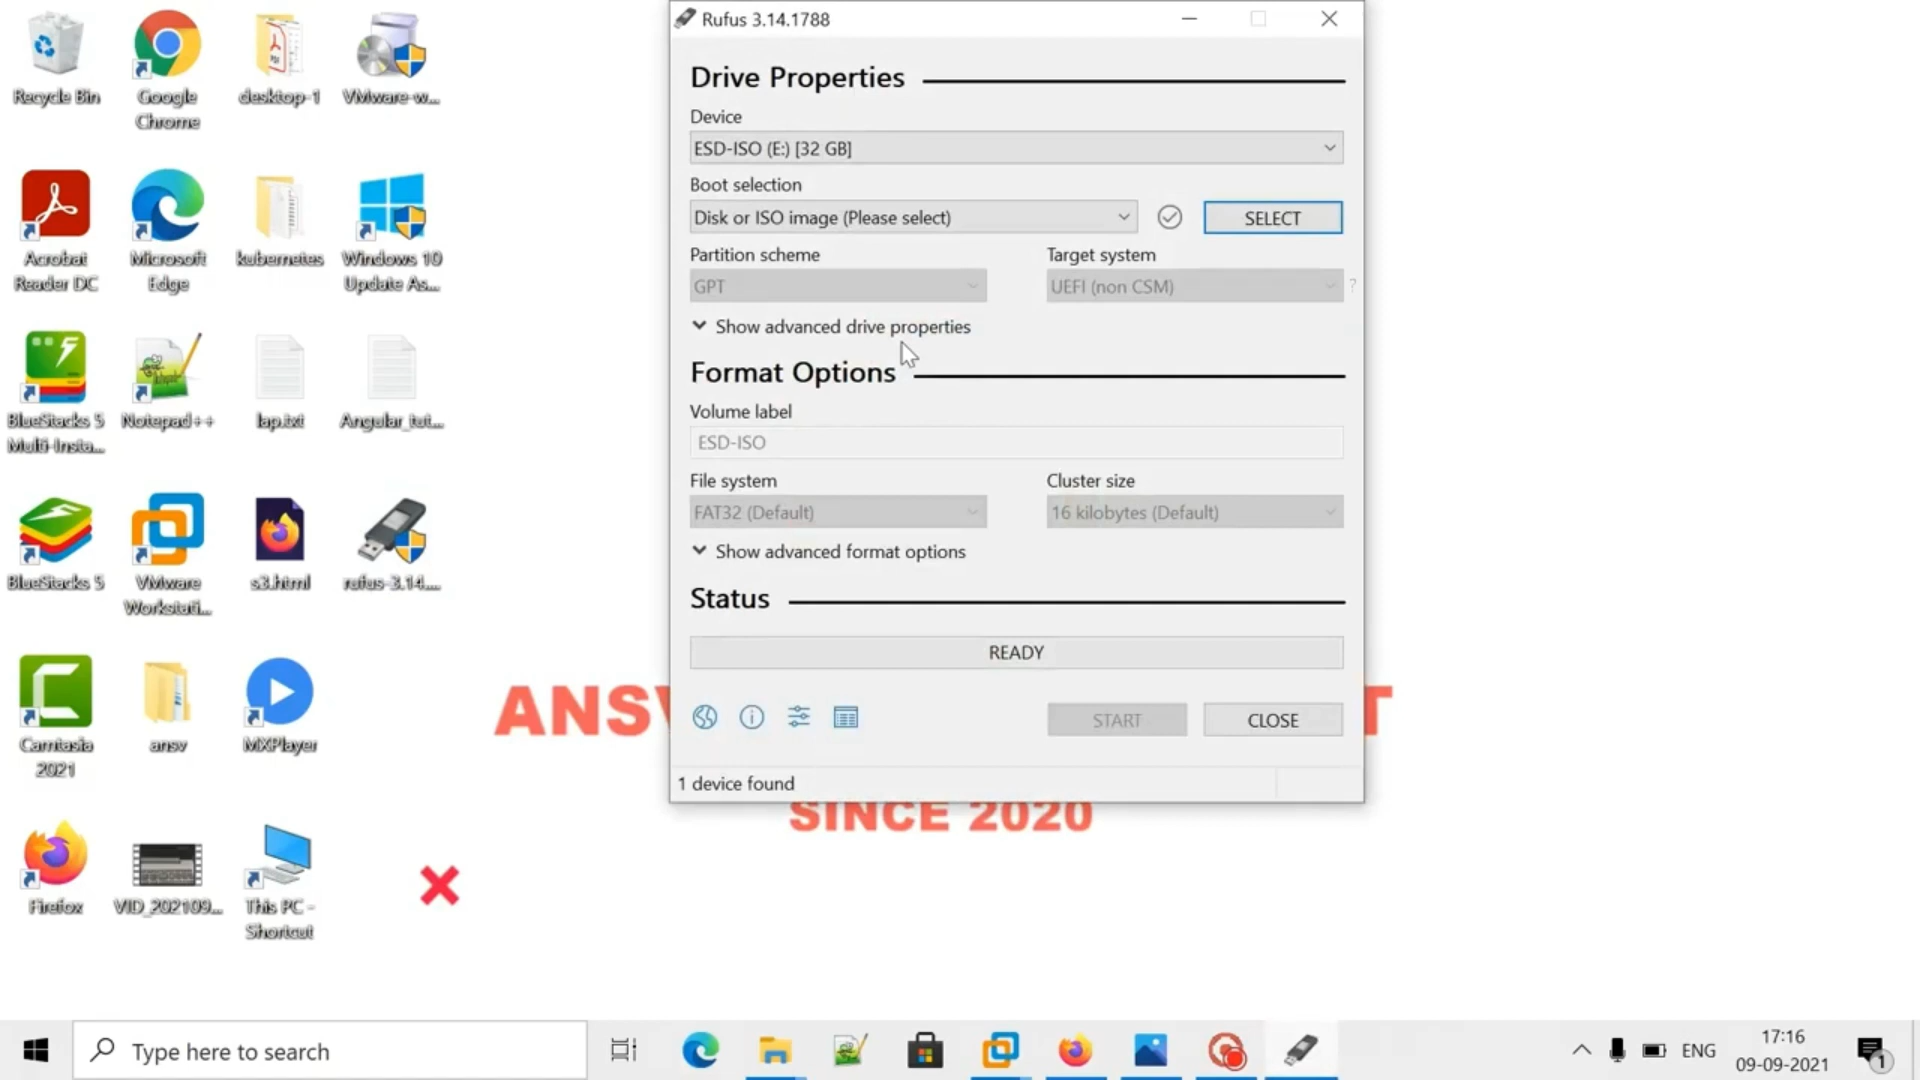 Recycle Bin
Google
Chrome
desktop-1
VMware-w...
Acrobat
Reader DC
Microsoft
Edge
kubernetes
Windows 10
Update As...
BlueStacks 5
Multi-Insta...
Notepad++
lap.txt
Angular_tut...
BlueStacks 5
VMware
Workstati...
s3.html
rufus-3.14....
Camtasia
2021
ansv
MXPlayer
Firefox
VID_202109...
This PC -
Shortcut
Rufus 3.14.1788
Drive Properties
Device
ESD-ISO (E:) [32 GB]
Boot selection
Disk or ISO image (Please select)
SELECT
Partition scheme
Target system
GPT
UEFI (non CSM)
?
Show advanced drive properties
Format Options
Volume label
ESD-ISO
File system
Cluster size
FAT32 (Default)
16 kilobytes (Default)
Show advanced format options
Status
READY
START
CLOSE
1 device found
ANSV
T
SINCE 2020
Type here to search
ENG
17:16
09-09-2021
1